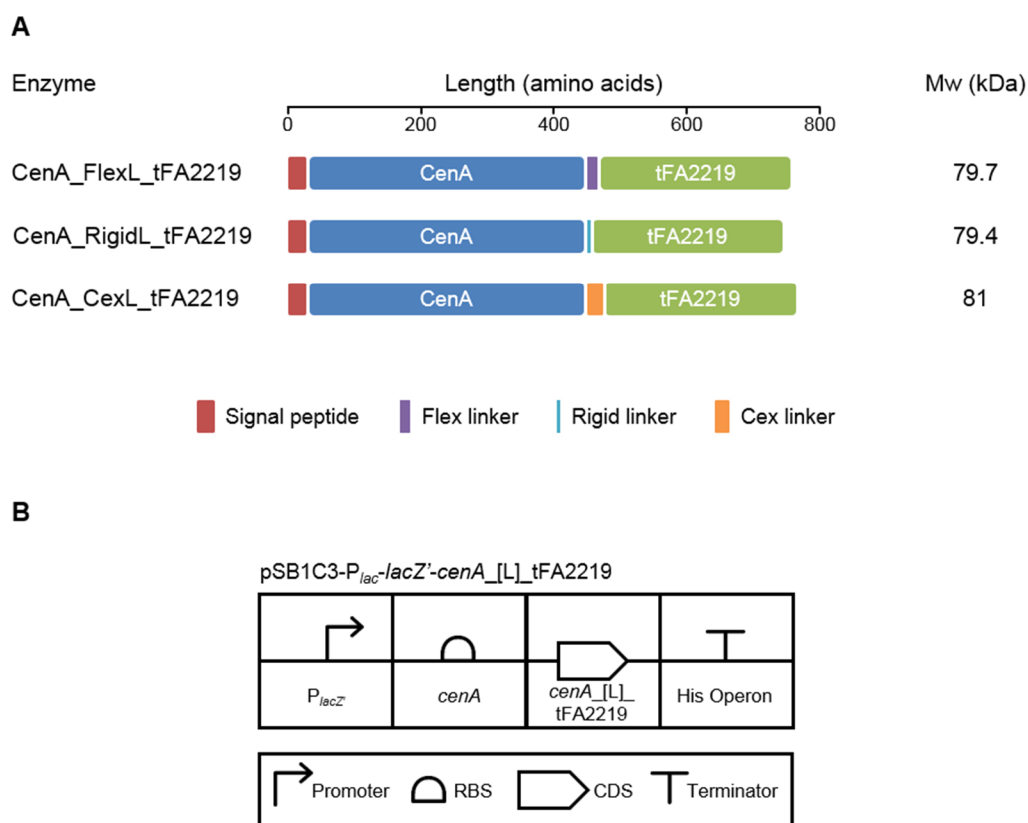 A
Enzyme Length (amino acids) Mw (kDa)
0 200 400 600 800
CenA_FlexL_tFA2219 CenA tFA2219 79.7
CenA_RigidL_tFA2219 CenA tFA2219 79.4
CenA_CexL_tFA2219 CenA tFA2219 81
Signal peptide Flex linker Rigid linker Cex linker
B
pSB1C3-Plac-lacZ'-cenA_[L]_tFA2219
PlacZ' cenA cenA_[L]_ His Operon
tFA2219
Promoter RBS CDS Terminator